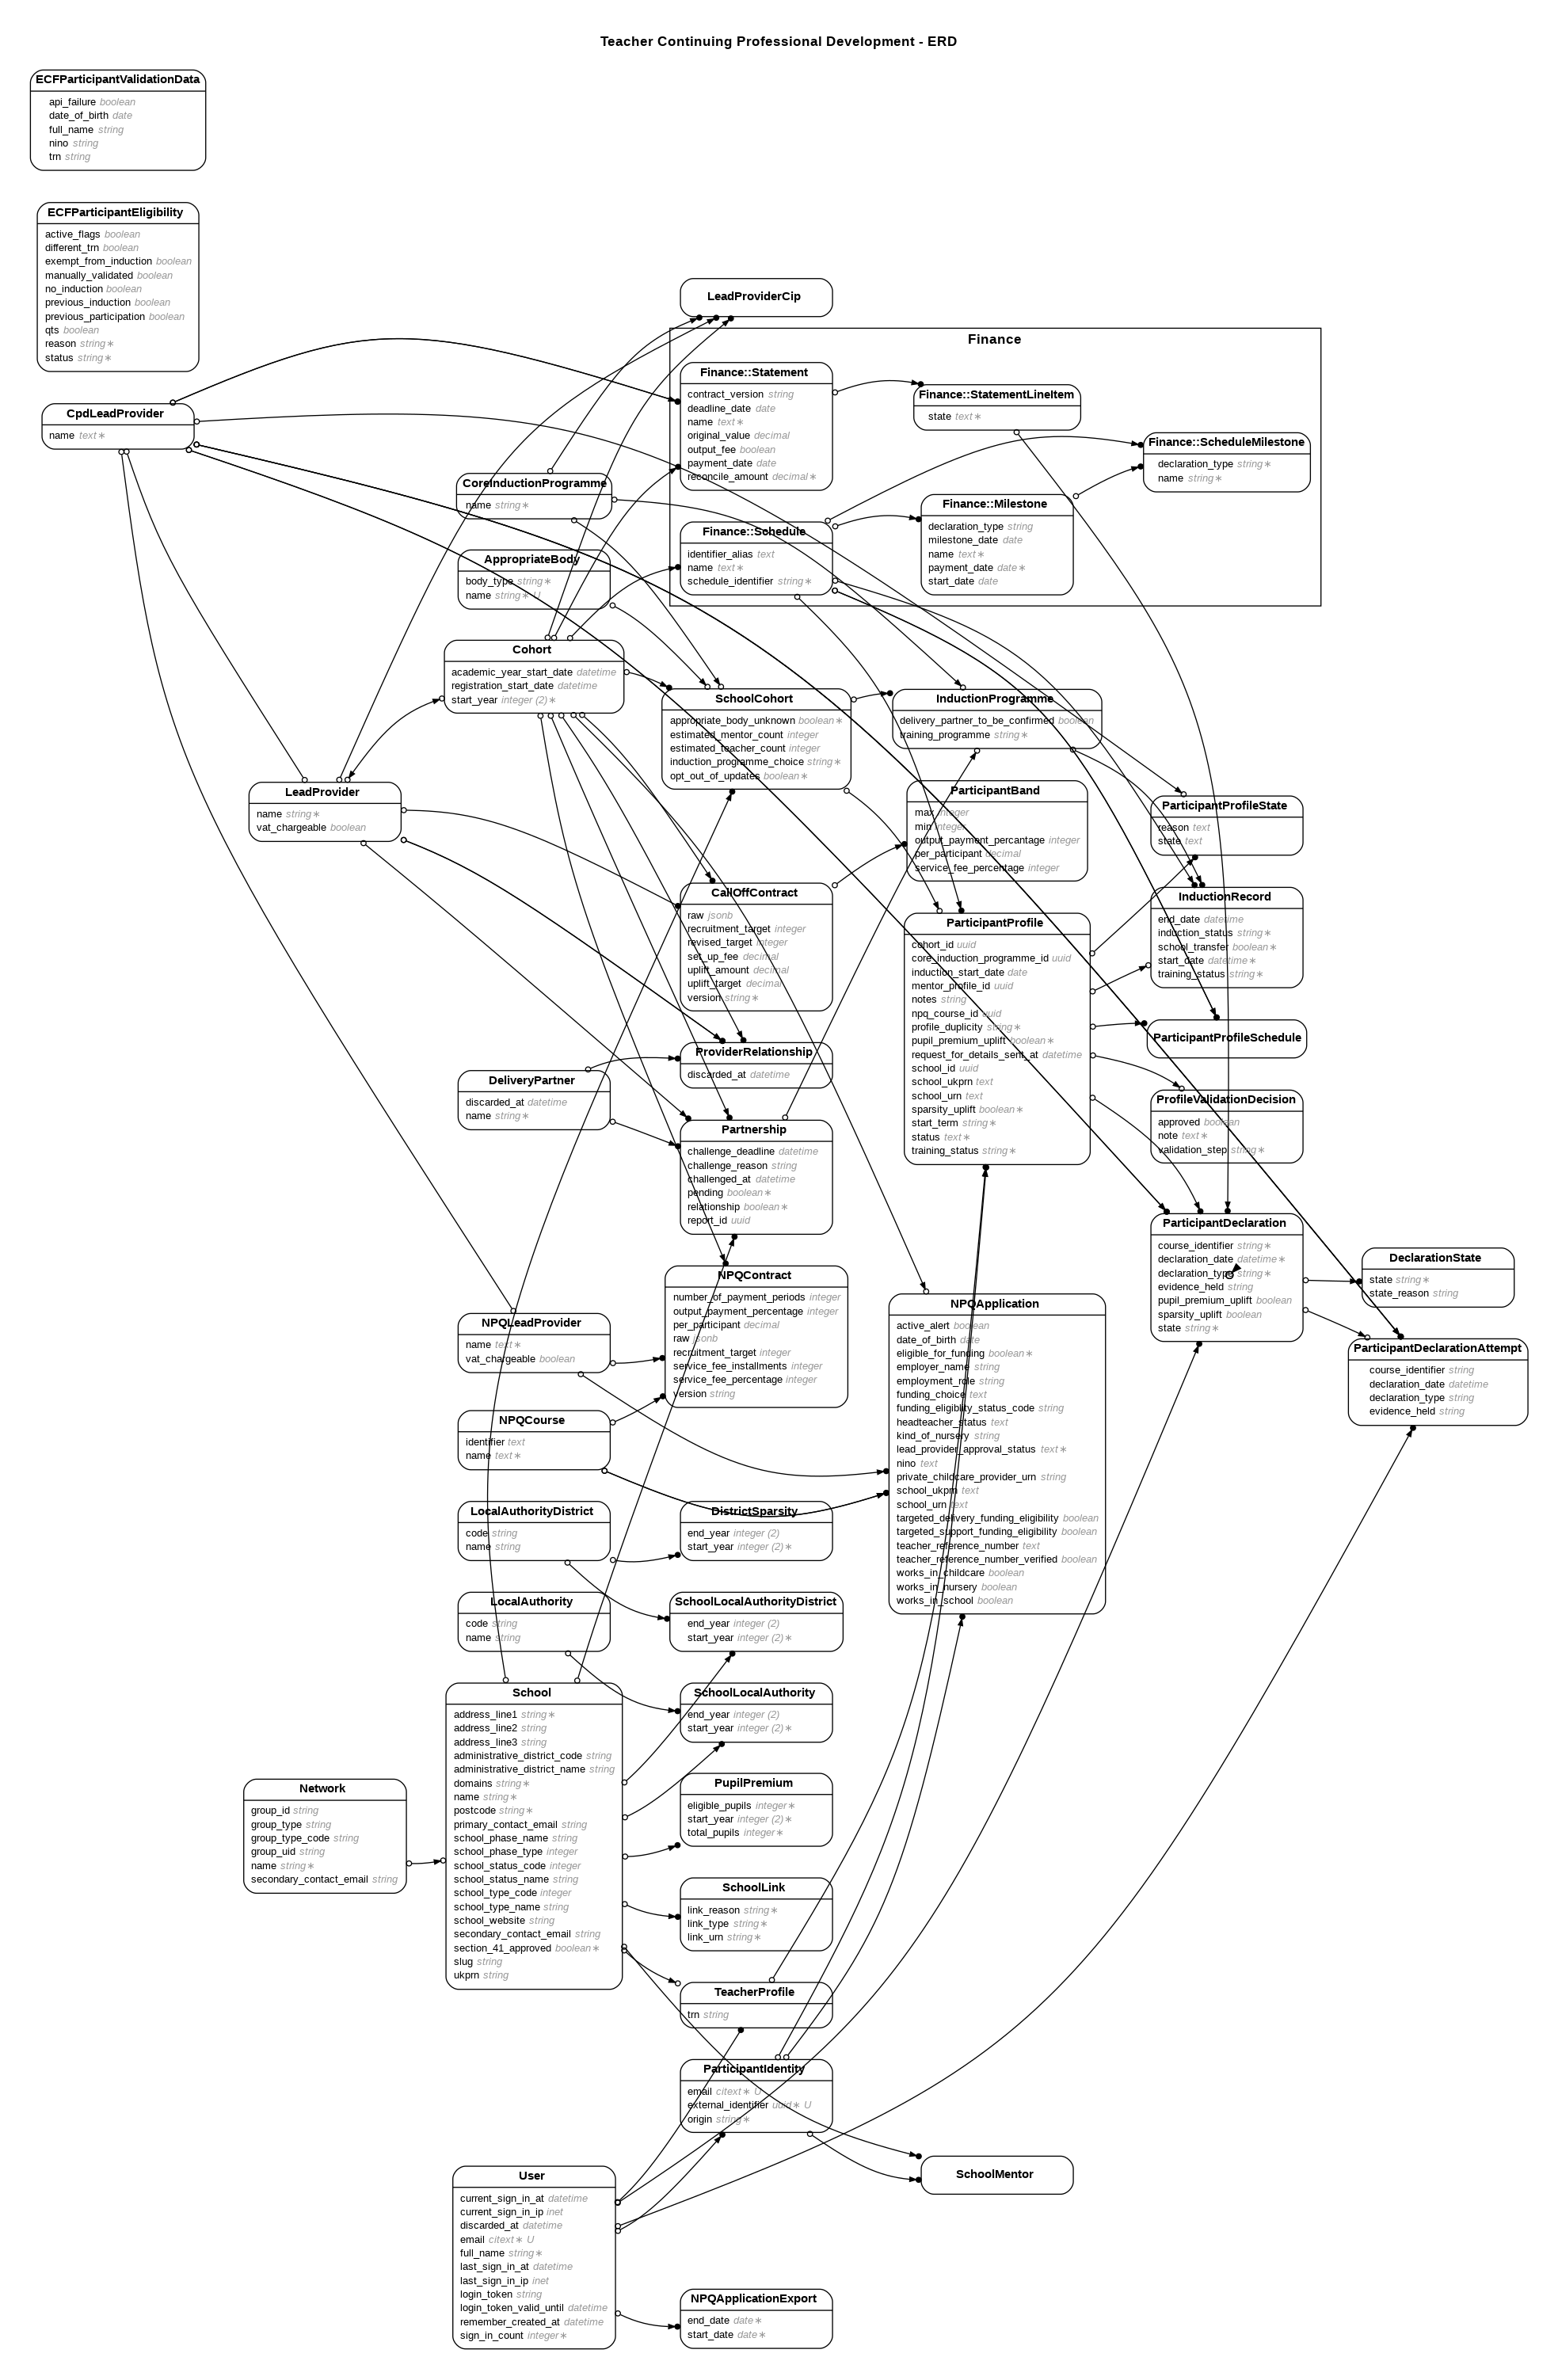 Teacher Continuing Professional Development - ERD
ECFParticipantValidationData
api_failure boolean
date_of_birth date
full_name string
nino string
trn string
ECFParticipantEligibility
active_flags boolean
different_trn boolean
exempt_from_induction boolean
manually_validated boolean
no_induction boolean
previous_induction boolean
previous_participation boolean
qts boolean
reason string∗
status string∗
CpdLeadProvider
name text∗
LeadProviderCip
Finance
Finance::Statement
contract_version string
deadline_date date
name text∗
original_value decimal
output_fee boolean
payment_date date
reconcile_amount decimal∗
Finance::StatementLineItem
state text∗
Finance::ScheduleMilestone
declaration_type string∗
name string∗
Finance::Schedule
identifier_alias text
name text∗
schedule_identifier string∗
Finance::Milestone
declaration_type string
milestone_date date
name text∗
payment_date date∗
start_date date
CoreInductionProgramme
name string∗
AppropriateBody
body_type string∗
name string∗ U
Cohort
academic_year_start_date datetime
registration_start_date datetime
start_year integer (2)∗
SchoolCohort
appropriate_body_unknown boolean∗
estimated_mentor_count integer
estimated_teacher_count integer
induction_programme_choice string∗
opt_out_of_updates boolean∗
InductionProgramme
delivery_partner_to_be_confirmed boolean
training_programme string∗
LeadProvider
name string∗
vat_chargeable boolean
ParticipantBand
max integer
min integer
output_payment_percantage integer
per_participant decimal
service_fee_percentage integer
ParticipantProfileState
reason text
state text
CallOffContract
raw jsonb
recruitment_target integer
revised_target integer
set_up_fee decimal
uplift_amount decimal
uplift_target decimal
version string∗
InductionRecord
end_date datetime
induction_status string∗
school_transfer boolean∗
start_date datetime∗
training_status string∗
ParticipantProfile
cohort_id uuid
core_induction_programme_id uuid
induction_start_date date
mentor_profile_id uuid
notes string
npq_course_id uuid
profile_duplicity string∗
pupil_premium_uplift boolean∗
request_for_details_sent_at datetime
school_id uuid
school_ukprn text
school_urn text
sparsity_uplift boolean∗
start_term string∗
status text∗
training_status string∗
ParticipantProfileSchedule
ProviderRelationship
discarded_at datetime
DeliveryPartner
discarded_at datetime
name string∗
ProfileValidationDecision
approved boolean
note text∗
validation_step string∗
Partnership
challenge_deadline datetime
challenge_reason string
challenged_at datetime
pending boolean∗
relationship boolean∗
report_id uuid
ParticipantDeclaration
course_identifier string∗
declaration_date datetime∗
declaration_type string∗
evidence_held string
pupil_premium_uplift boolean
sparsity_uplift boolean
state string∗
DeclarationState
state string∗
state_reason string
ParticipantDeclarationAttempt
course_identifier string
declaration_date datetime
declaration_type string
evidence_held string
NPQContract
number_of_payment_periods integer
output_payment_percentage integer
per_participant decimal
raw jsonb
recruitment_target integer
service_fee_installments integer
service_fee_percentage integer
version string
NPQLeadProvider
name text∗
vat_chargeable boolean
NPQCourse
identifier text
name text∗
NPQApplication
active_alert boolean
date_of_birth date
eligible_for_funding boolean∗
employer_name string
employment_role string
funding_choice text
funding_eligiblity_status_code string
headteacher_status text
kind_of_nursery string
lead_provider_approval_status text∗
nino text
private_childcare_provider_urn string
school_ukprn text
school_urn text
targeted_delivery_funding_eligibility boolean
targeted_support_funding_eligibility boolean
teacher_reference_number text
teacher_reference_number_verified boolean
works_in_childcare boolean
works_in_nursery boolean
works_in_school boolean
LocalAuthorityDistrict
code string
name string
DistrictSparsity
end_year integer (2)
start_year integer (2)∗
LocalAuthority
code string
name string
SchoolLocalAuthorityDistrict
end_year integer (2)
start_year integer (2)∗
School
address_line1 string∗
address_line2 string
address_line3 string
administrative_district_code string
administrative_district_name string
domains string∗
name string∗
postcode string∗
primary_contact_email string
school_phase_name string
school_phase_type integer
school_status_code integer
school_status_name string
school_type_code integer
school_type_name string
school_website string
secondary_contact_email string
section_41_approved boolean∗
slug string
ukprn string
SchoolLocalAuthority
end_year integer (2)
start_year integer (2)∗
Network
group_id string
group_type string
group_type_code string
group_uid string
name string∗
secondary_contact_email string
PupilPremium
eligible_pupils integer∗
start_year integer (2)∗
total_pupils integer∗
SchoolLink
link_reason string∗
link_type string∗
link_urn string∗
TeacherProfile
trn string
ParticipantIdentity
email citext∗ U
external_identifier uuid∗ U
origin string∗
SchoolMentor
User
current_sign_in_at datetime
current_sign_in_ip inet
discarded_at datetime
email citext∗ U
full_name string∗
last_sign_in_at datetime
last_sign_in_ip inet
login_token string
login_token_valid_until datetime
remember_created_at datetime
sign_in_count integer∗
NPQApplicationExport
end_date date∗
start_date date∗